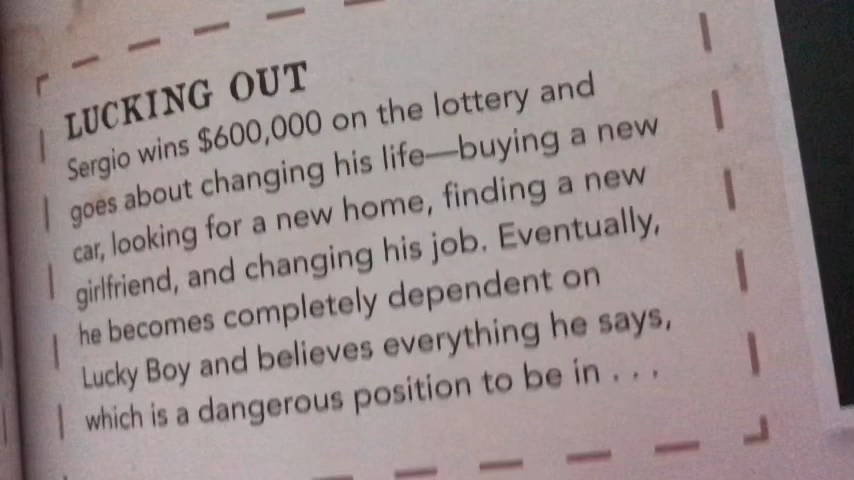 LUCKING OUT
Sergio wins $600,000 on the lottery and
goes about changing his life—buying a new
car, looking for a new home, finding a new
girlfriend, and changing his job. Eventually,
he becomes completely dependent on
Lucky Boy and believes everything he says,
which is a dangerous position to be in . . .